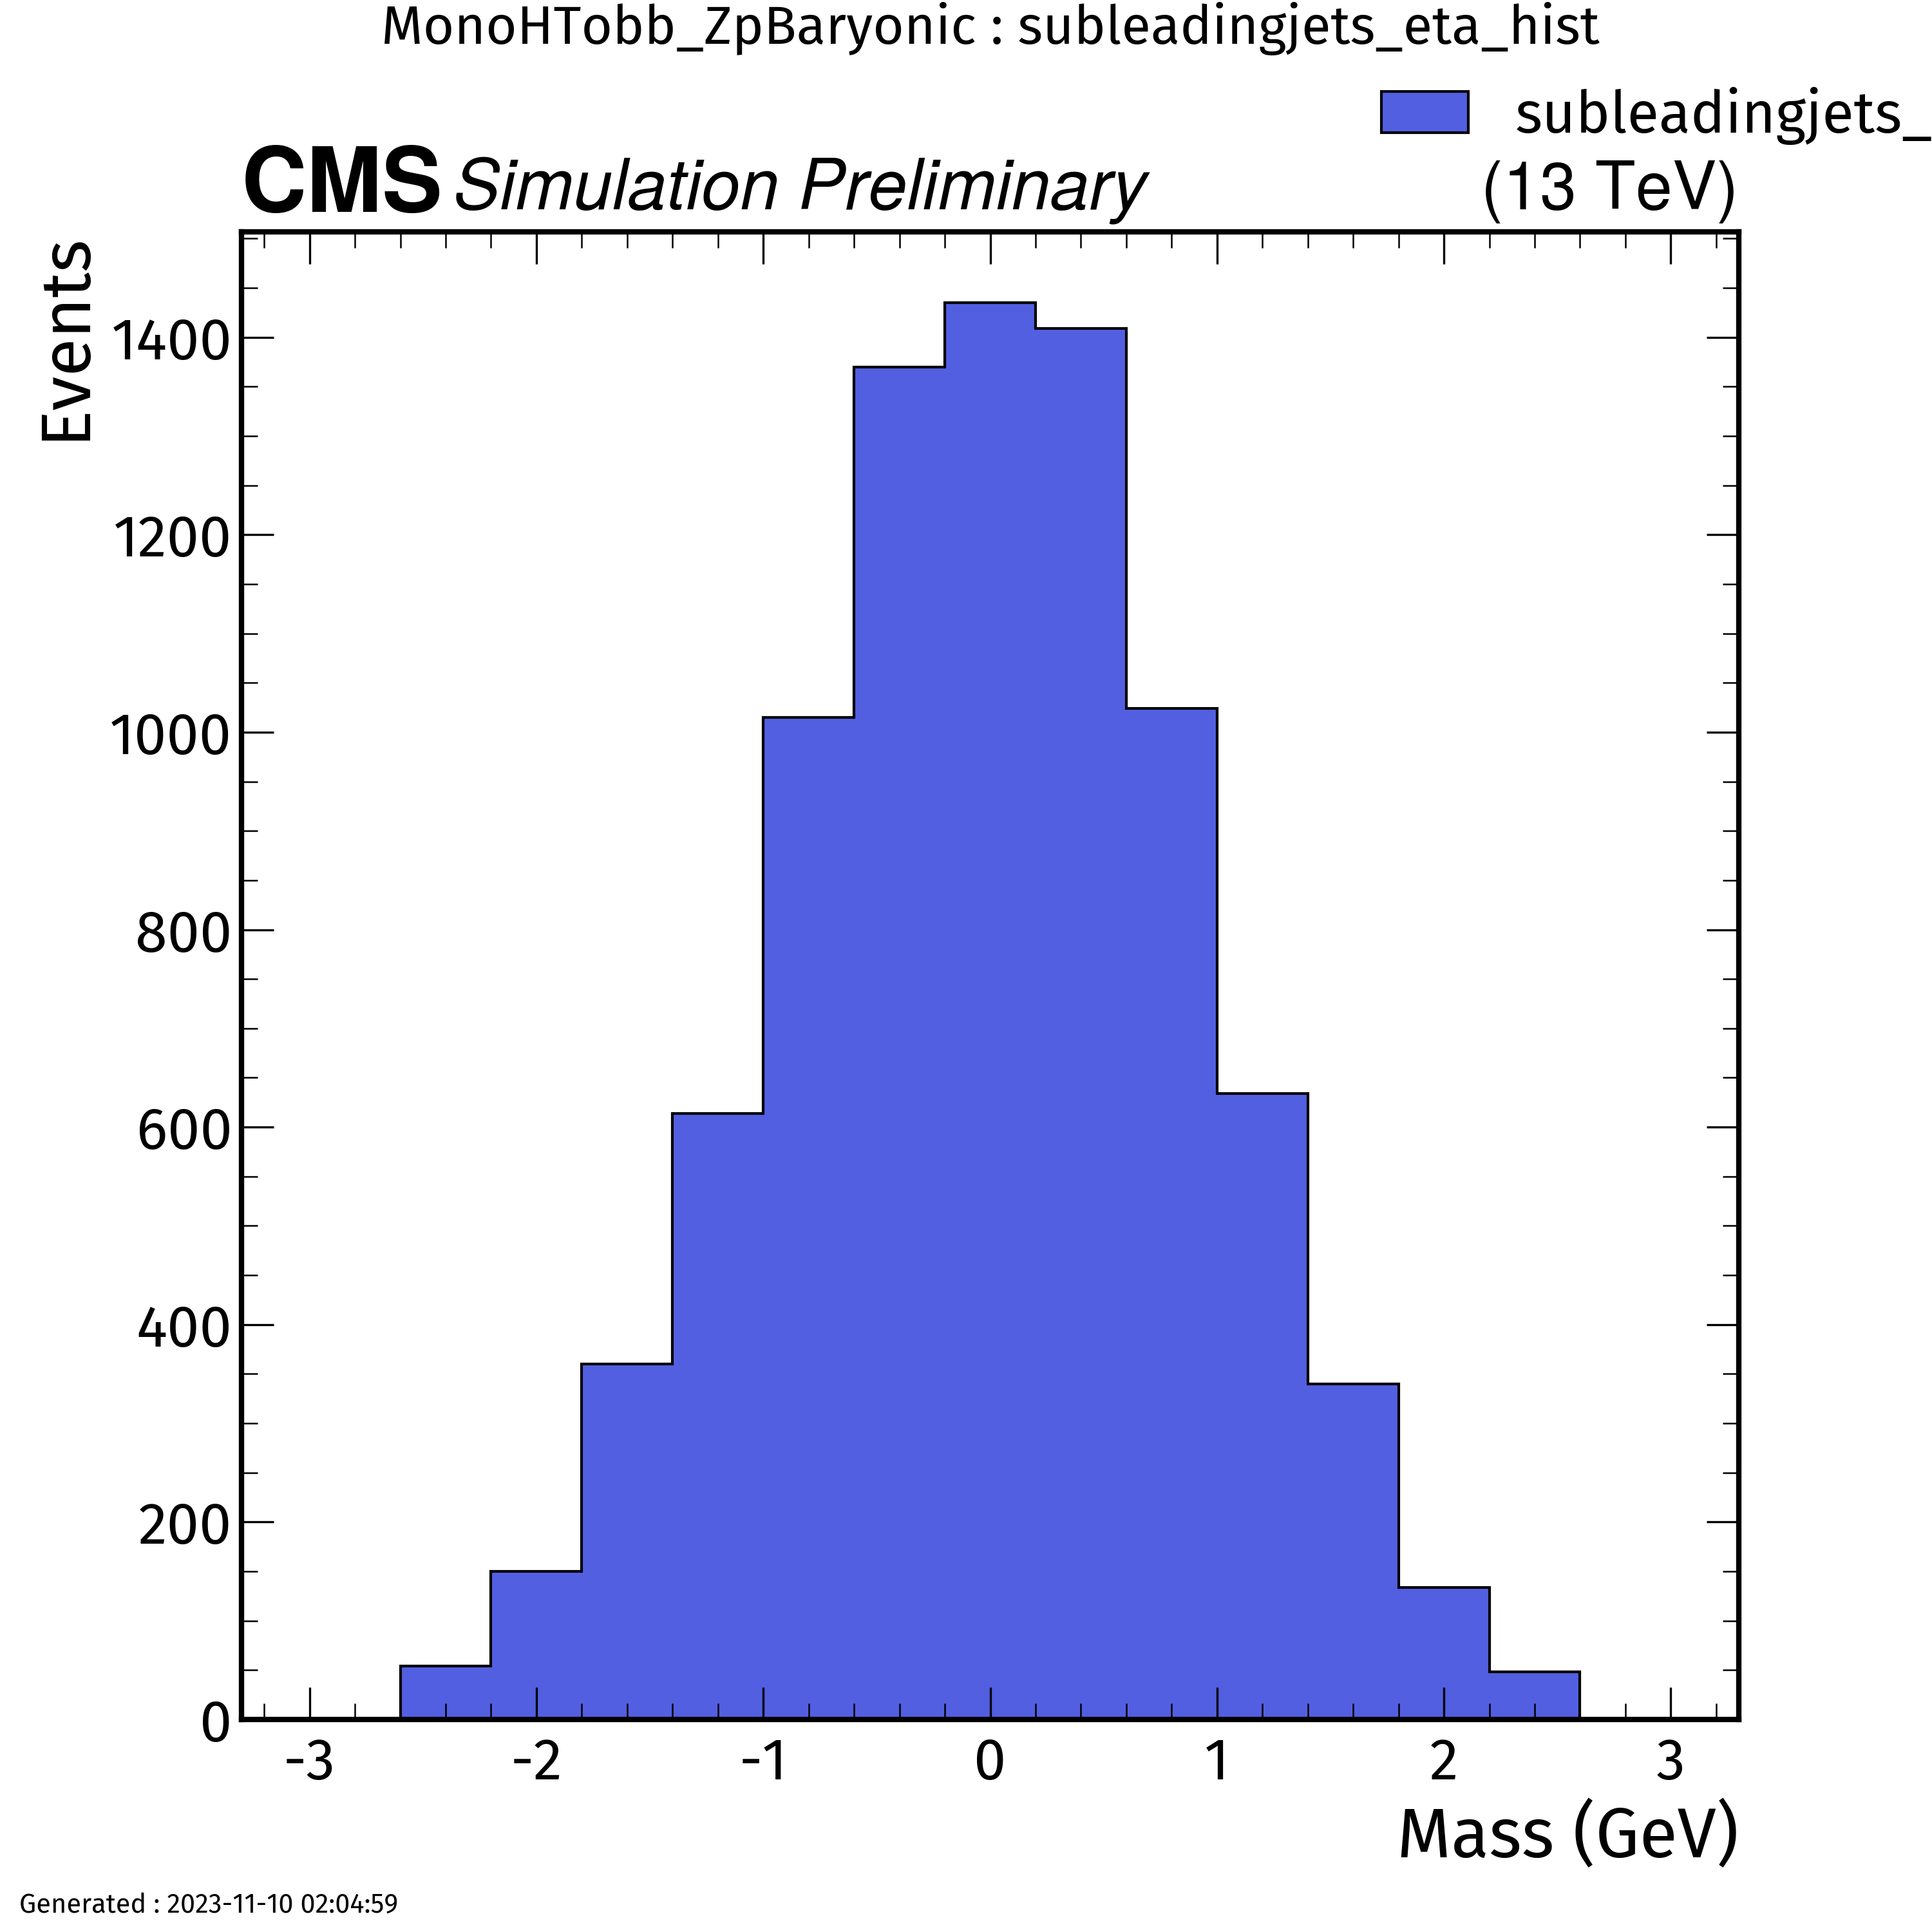 MonoHTobb_ZpBaryonic : subleadingjets_eta_hist
subleadingjets_
CMS Simulation Preliminary (13 TeV)
Events
1400
1200
1000
800
600
400
200
0
-3 -2 -1 0 1 2 3
Mass (GeV)
Generated : 2023-11-10 02:04:59